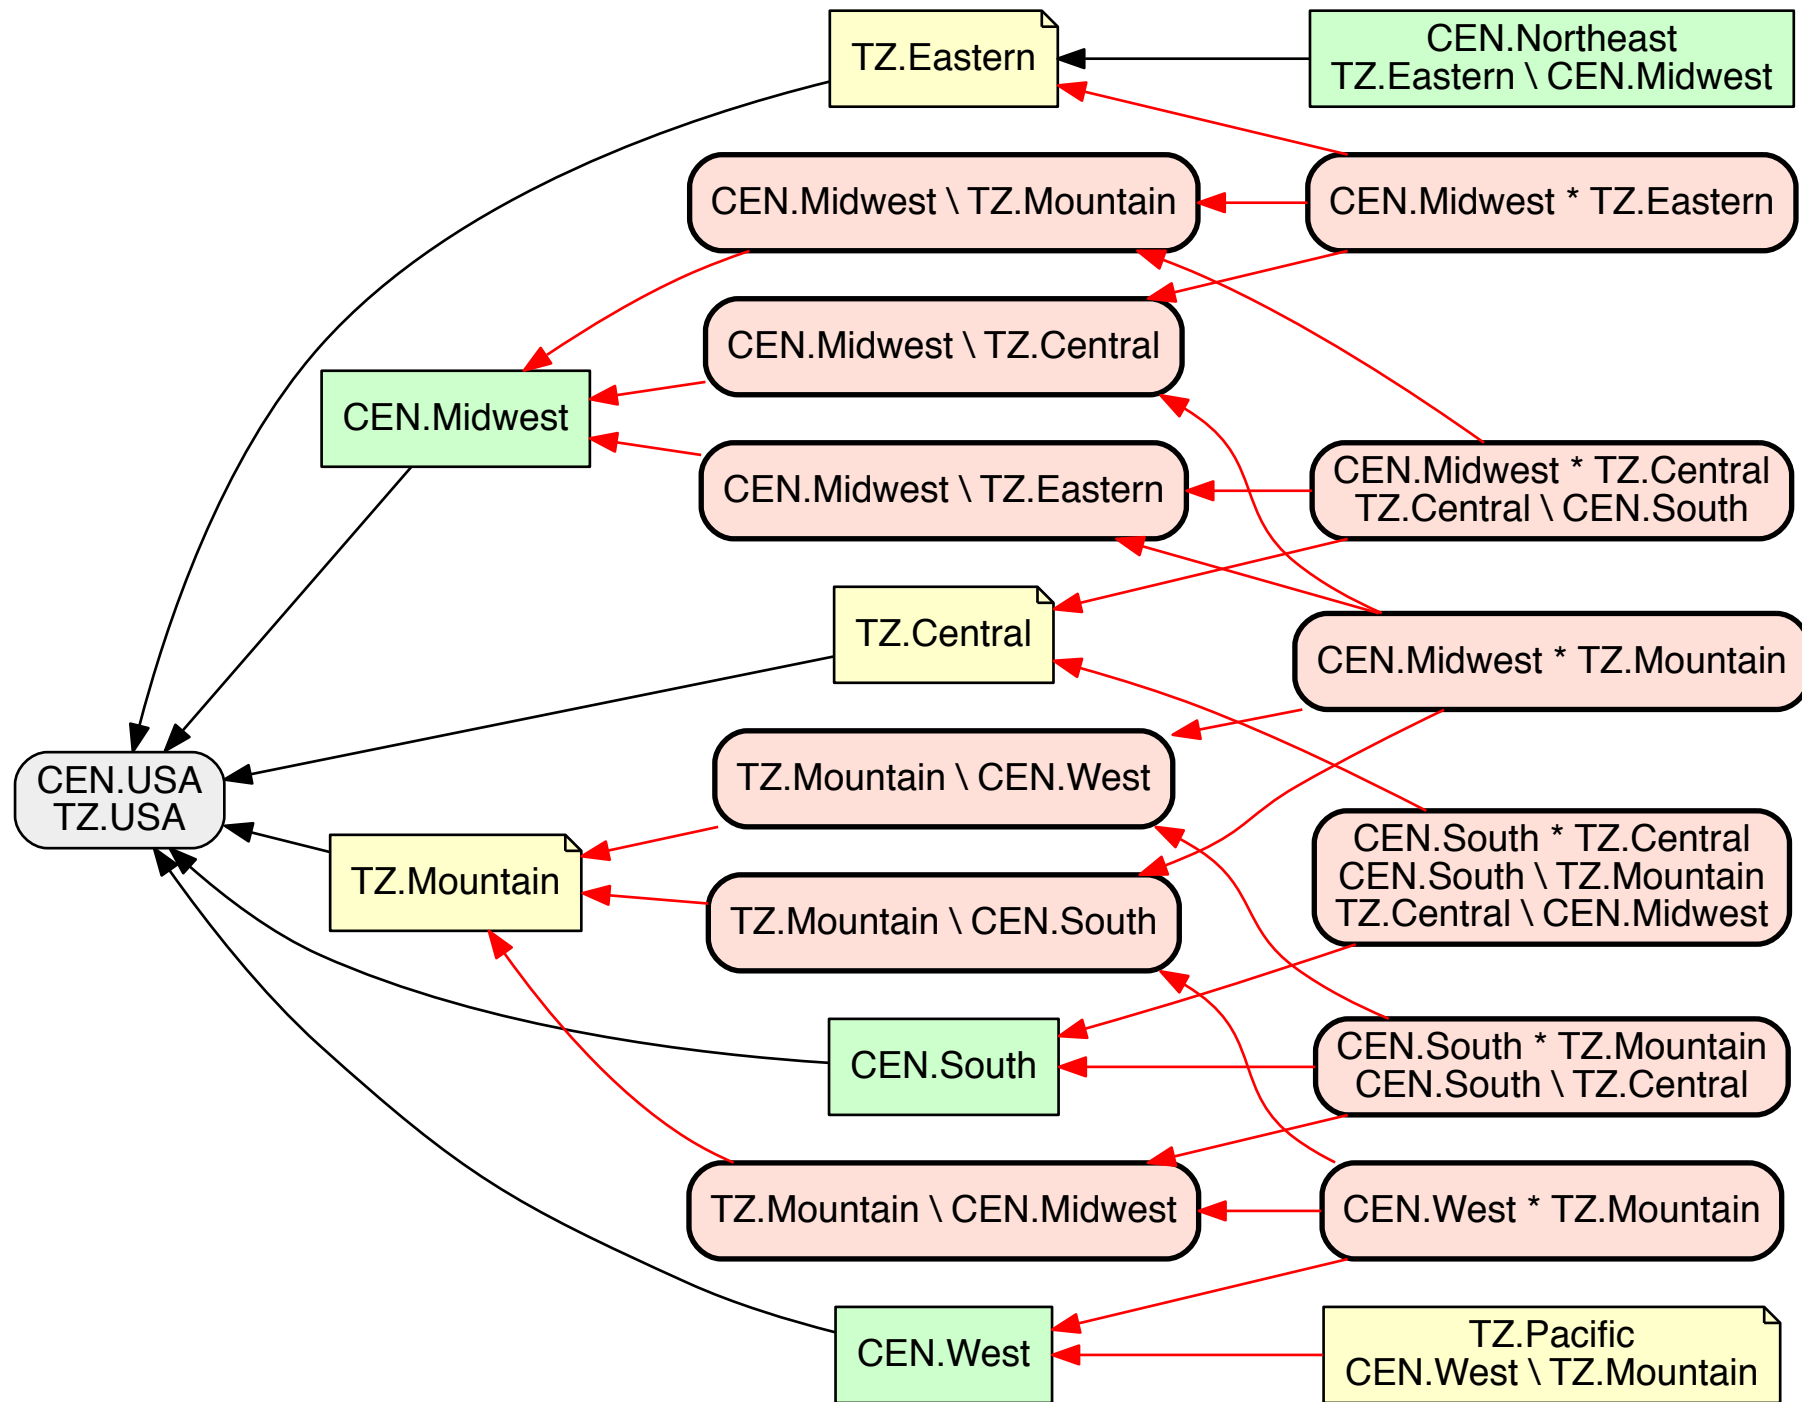 TZ.Eastern
CEN.Northeast
TZ.Eastern \ CEN.Midwest
CEN.Midwest \ TZ.Mountain
CEN.Midwest * TZ.Eastern
CEN.Midwest \ TZ.Central
CEN.Midwest
CEN.Midwest \ TZ.Eastern
CEN.Midwest * TZ.Central
TZ.Central \ CEN.South
TZ.Central
CEN.Midwest * TZ.Mountain
CEN.USA
TZ.USA
TZ.Mountain \ CEN.West
TZ.Mountain
TZ.Mountain \ CEN.South
CEN.South * TZ.Central
CEN.South \ TZ.Mountain
TZ.Central \ CEN.Midwest
CEN.South
CEN.South * TZ.Mountain
CEN.South \ TZ.Central
TZ.Mountain \ CEN.Midwest
CEN.West * TZ.Mountain
CEN.West
TZ.Pacific
CEN.West \ TZ.Mountain